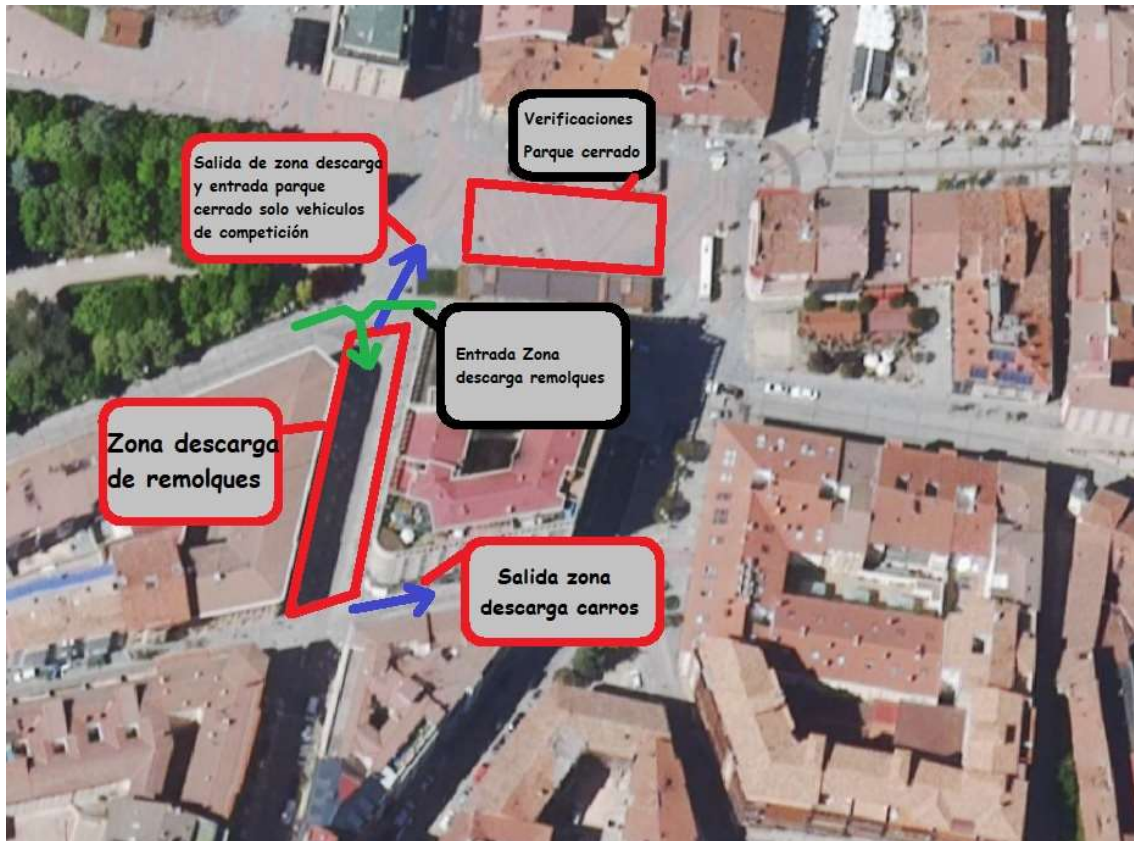 Verificaciones
Parque cerrado
Salida de zona descarga
y entrada parque
cerrado solo vehiculos
de competición
Entrada Zona
descarga remolques
Zona descarga
de remolques
Salida zona
descarga carros